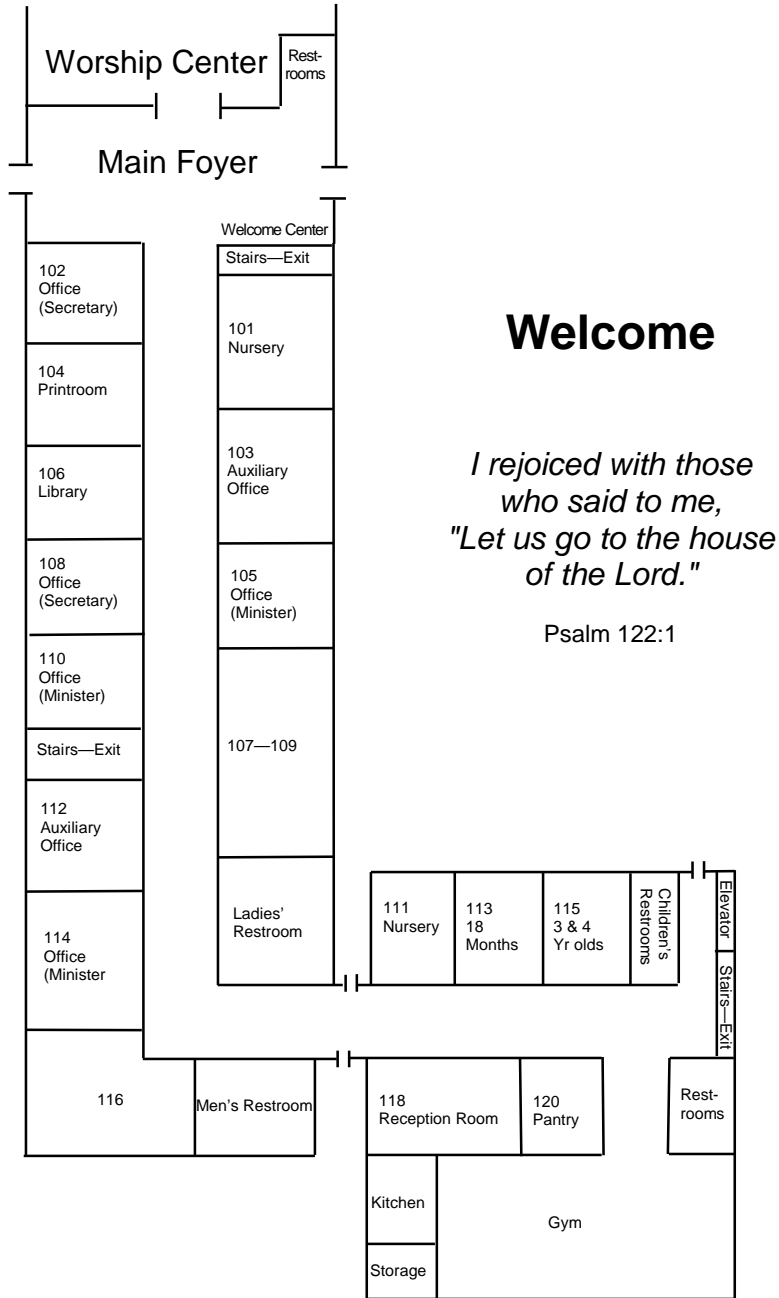 Worship Center
Rest-
rooms
Main Foyer
Welcome Center
Stairs—Exit
102
Office
(Secretary)
101
Nursery
104
Printroom
103
Auxiliary
Office
106
Library
108
Office
(Secretary)
105
Office
(Minister)
110
Office
(Minister)
Stairs—Exit
107—109
112
Auxiliary
Office
114
Office
(Minister
Ladies’
Restroom
116
Men's Restroom
Welcome
I rejoiced with those
who said to me,
"Let us go to the house
of the Lord."
Psalm 122:1
111
Nursery
113
18
Months
115
3 & 4
Yr olds
Children's
Restrooms
Elevator
Stairs—Exit
118
Reception Room
120
Pantry
Rest-
rooms
Kitchen
Gym
Storage